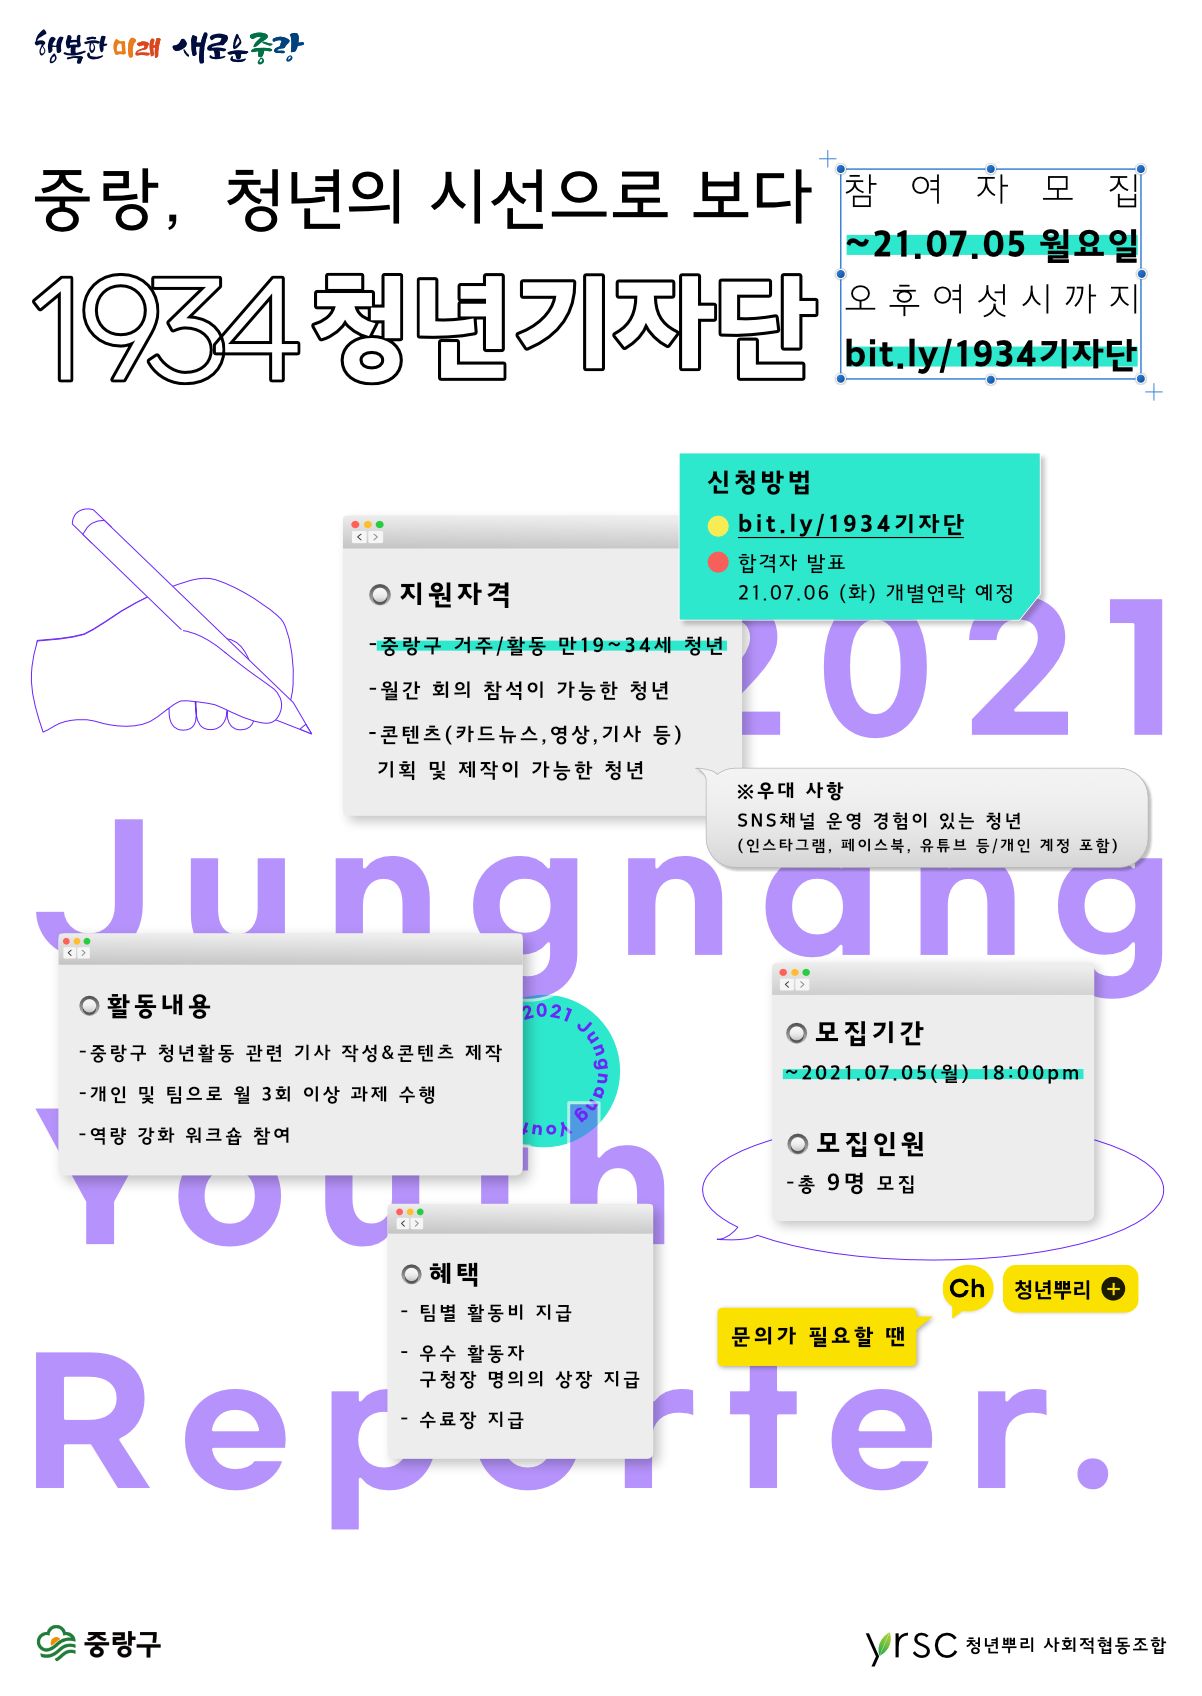 행복한 미래 새로운 중랑
중랑, 청년의 시선으로 보다
1934 청년기자단
참여자모집
~21.07.05 월요일
오후여섯시까지
bit.ly/1934기자단
신청방법
bit.ly/1934기자단
합격자 발표
21.07.06 (화) 개별연락 예정
지원자격
-중랑구 거주/활동 만19~34세 청년
-월간 회의 참석이 가능한 청년
-콘텐츠(카드뉴스,영상,기사 등)
기획 및 제작이 가능한 청년
2021
※우대 사항
SNS채널 운영 경험이 있는 청년
(인스타그램, 페이스북, 유튜브 등/개인 계정 포함)
Jungnang
활동내용
-중랑구 청년활동 관련 기사 작성&콘텐츠 제작
-개인 및 팀으로 월 3회 이상 과제 수행
-역량 강화 워크숍 참여
2021 Jungnang Yout
모집기간
~2021.07.05(월) 18:00pm
모집인원
-총 9명 모집
Youth
혜택
- 팀별 활동비 지급
- 우수 활동자
구청장 명의의 상장 지급
- 수료장 지급
Ch 청년뿌리 +
문의가 필요할 땐
Reporter.
중랑구
yrsc 청년뿌리 사회적협동조합